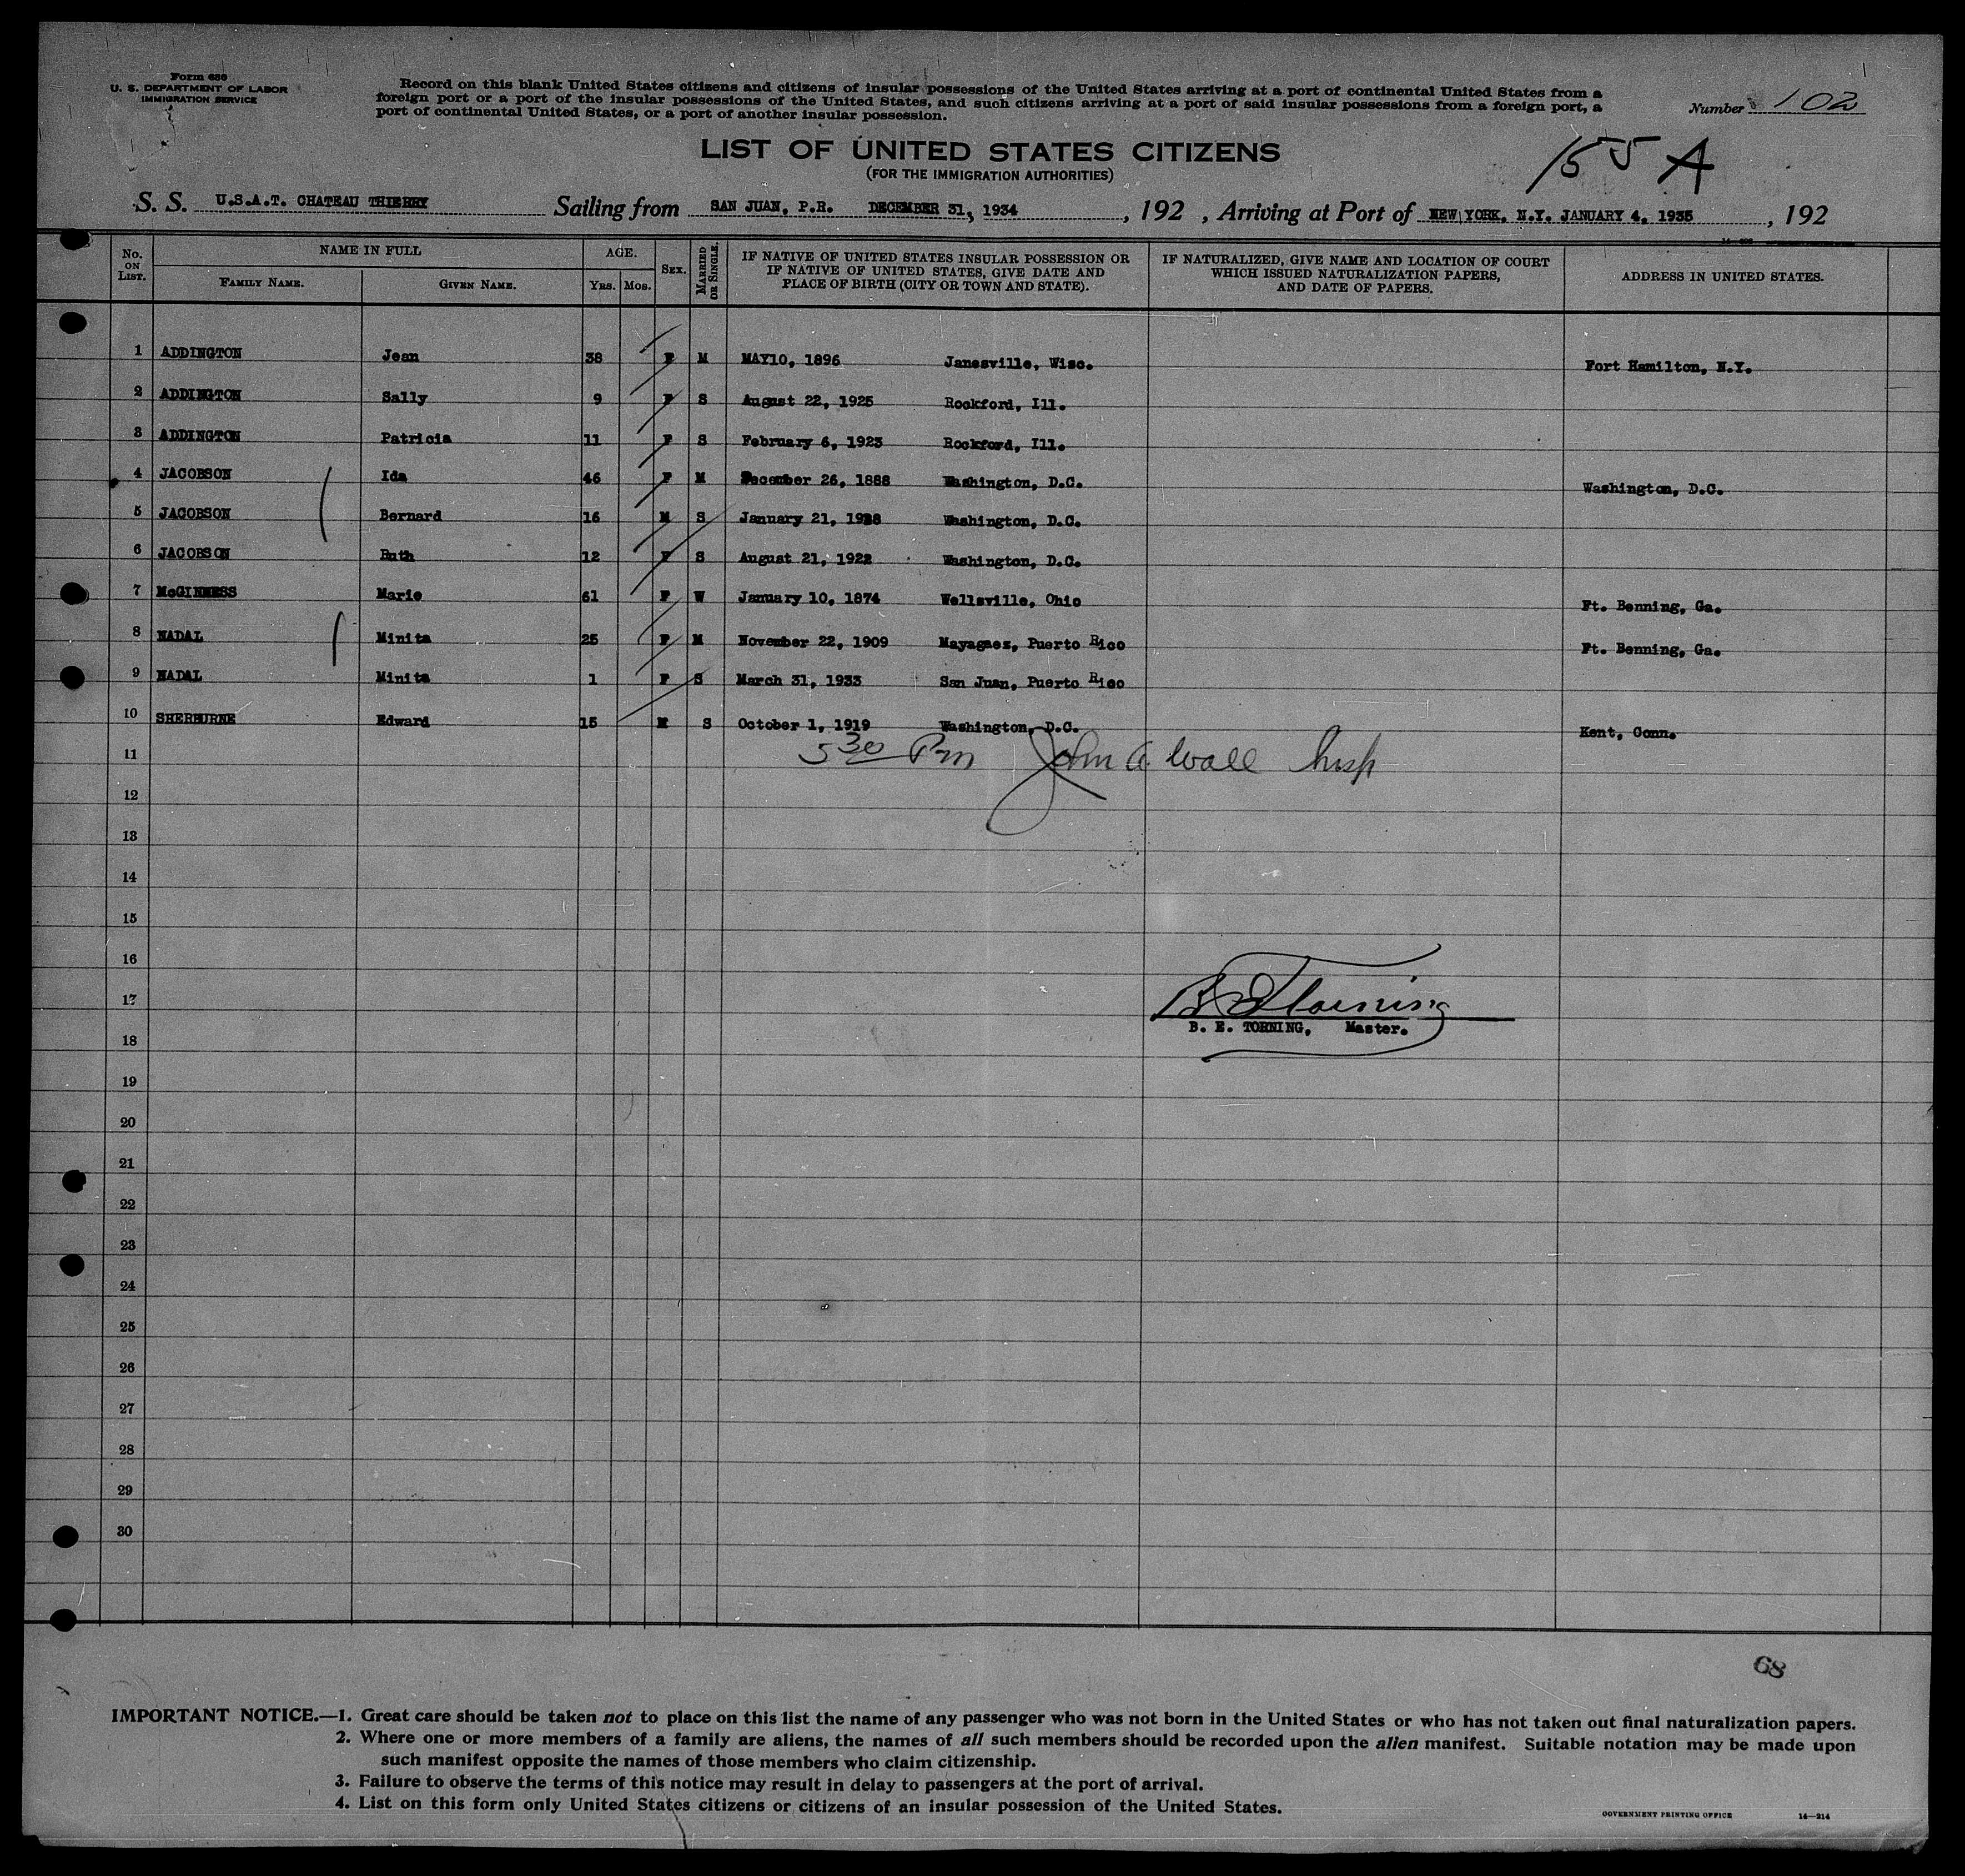 Form 630
U. S. DEPARTMENT OF LABOR
IMMIGRATION SERVICE
Record on this blank United States citizens and citizens of insular possessions of the United States arriving at a port of continental United States from a
foreign port or a port of the insular possessions of the United States, and such citizens arriving at a port of said insular possessions from a foreign port, a
port of continental United States, or a port of another insular possession.
Number 102
LIST OF UNITED STATES CITIZENS
(FOR THE IMMIGRATION AUTHORITIES)
155 A
S. S. U.S.A.T. CHATEAU THIERRY Sailing from SAN JUAN, P.R. DECEMBER 31, 1934, 192 , Arriving at Port of NEW YORK, N.Y. JANUARY 4, 1935, 192
No. ON LIST. NAME IN FULL AGE. SEX. MARRIED OR SINGLE. IF NATIVE OF UNITED STATES INSULAR POSSESSION OR IF NATIVE OF UNITED STATES, GIVE DATE AND PLACE OF BIRTH (CITY OR TOWN AND STATE). IF NATURALIZED, GIVE NAME AND LOCATION OF COURT WHICH ISSUED NATURALIZATION PAPERS, AND DATE OF PAPERS. ADDRESS IN UNITED STATES.
FAMILY NAME. GIVEN NAME. YRS. MOS.
1 ADDINGTON Jean 38 F M MAY10, 1896 Janesville, Wisc. Fort Hamilton, N.Y.
2 ADDINGTON Sally 9 F S August 22, 1925 Rockford, Ill.
3 ADDINGTON Patricia 11 F S February 6, 1923 Rockford, Ill.
4 JACOBSON Ida 46 F M December 26, 1888 Washington, D.C. Washington, D.C.
5 JACOBSON Bernard 16 M S January 21, Washington, D.C.
6 JACOBSON Ruth 12 F S August 21, 1922 Washington, D.C.
7 McGINNESS Marie 61 F W January 10, 1874 Wellsville, Ohio Ft. Benning, Ga.
8 NADAL Minita 25 F M November 22, 1909 Mayaguez, Puerto Rico Ft. Benning, Ga.
9 NADAL Minita 1 F S March 31, 1933 San Juan, Puerto Rico
10 SHERBURNE Edward 15 M S October 1, 1919 Washington, D.C. Kent, Conn.
11 5 30 Pm John A Wall Insp
12
13
14
15
16
17
B. E. TORNING, Master.
18
19
20
21
22
23
24
25
26
27
28
29
30
68
IMPORTANT NOTICE.—1. Great care should be taken not to place on this list the name of any passenger who was not born in the United States or who has not taken out final naturalization papers.
2. Where one or more members of a family are aliens, the names of all such members should be recorded upon the alien manifest. Suitable notation may be made upon
such manifest opposite the names of those members who claim citizenship.
3. Failure to observe the terms of this notice may result in delay to passengers at the port of arrival.
4. List on this form only United States citizens or citizens of an insular possession of the United States.
GOVERNMENT PRINTING OFFICE 14—214